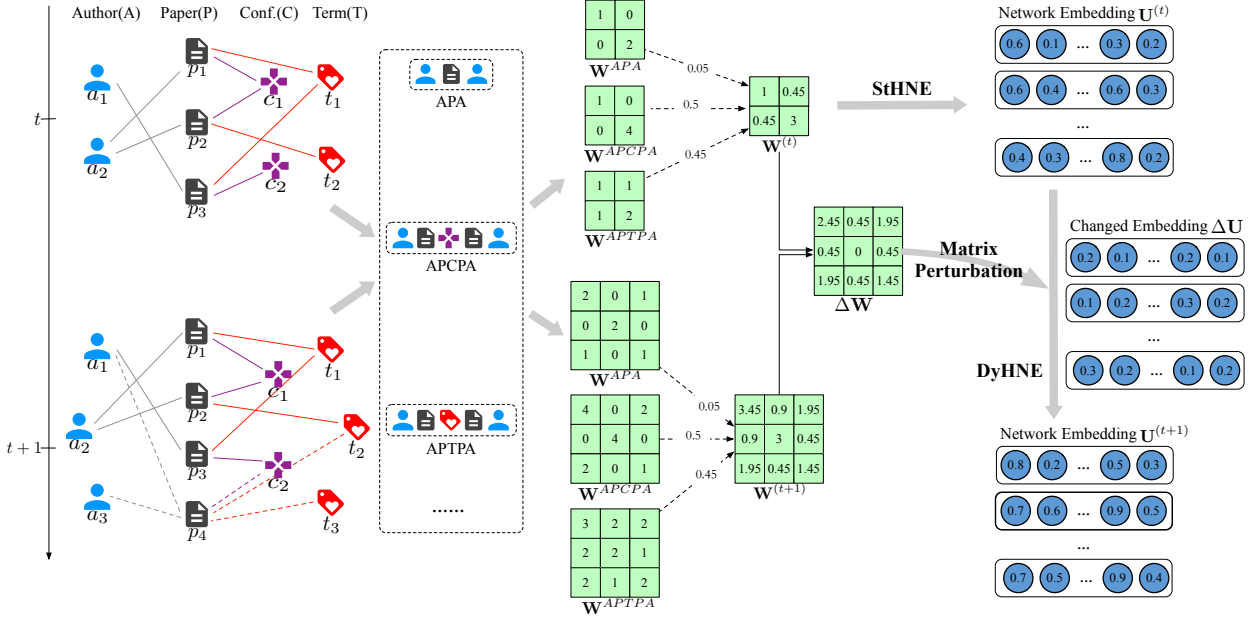 Author(A) Paper(P) Conf.(C) Term(T)
t
a₁
a₂
p₁
p₂
p₃
c₁
c₂
t₁
t₂
t + 1
a₁
a₂
a₃
p₁
p₂
p₃
p₄
c₁
c₂
t₁
t₂
t₃
APA
APCPA
APTPA
......
1 0
0 2
W^{APA}
1 0
0 4
W^{APCPA}
1 1
1 2
W^{APTPA}
0.05
0.5
0.45
1 0.45
0.45 3
W^{(t)}
2 0 1
0 2 0
1 0 1
W^{APA}
4 0 2
0 4 0
2 0 1
W^{APCPA}
3 2 2
2 2 1
2 1 2
W^{APTPA}
0.05
0.5
0.45
3.45 0.9 1.95
0.9 3 0.45
1.95 0.45 1.45
W^{(t+1)}
2.45 0.45 1.95
0.45 0 0.45
1.95 0.45 1.45
ΔW
StHNE
Matrix
Perturbation
DyHNE
Network Embedding U^{(t)}
0.6 0.1 ... 0.3 0.2
0.6 0.4 ... 0.6 0.3
...
0.4 0.3 ... 0.8 0.2
Changed Embedding ΔU
0.2 0.1 ... 0.2 0.1
0.1 0.2 ... 0.3 0.2
...
0.3 0.2 ... 0.1 0.2
Network Embedding U^{(t+1)}
0.8 0.2 ... 0.5 0.3
0.7 0.6 ... 0.9 0.5
...
0.7 0.5 ... 0.9 0.4